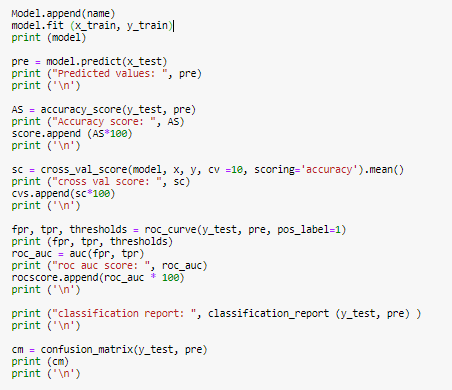 Model.append(name)
model.fit (x_train, y_train)
print (model)
pre = model.predict(x_test)
print ("Predicted values: ", pre)
print ('\n')
AS = accuracy_score(y_test, pre)
print ("Accuracy score: ", AS)
score.append (AS*100)
print ('\n')
sc = cross_val_score(model, x, y, cv =10, scoring='accuracy').mean()
print ("cross val score: ", sc)
cvs.append(sc*100)
print ('\n')
fpr, tpr, thresholds = roc_curve(y_test, pre, pos_label=1)
print (fpr, tpr, thresholds)
roc_auc = auc(fpr, tpr)
print ("roc auc score: ", roc_auc)
rocscore.append(roc_auc * 100)
print ('\n')
print ("classification report: ", classification_report (y_test, pre) )
print ('\n')
cm = confusion_matrix(y_test, pre)
print (cm)
print ('\n')